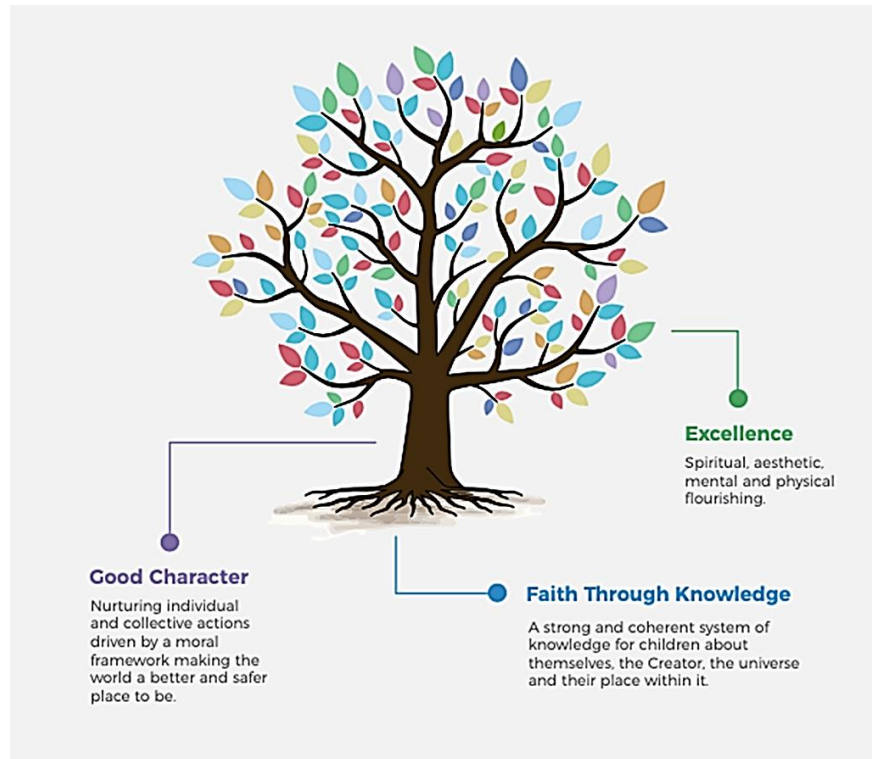 Excellence
Spiritual, aesthetic,
mental and physical
flourishing.
Good Character
Nurturing individual
and collective actions
driven by a moral
framework making the
world a better and safer
place to be.
Faith Through Knowledge
A strong and coherent system of
knowledge for children about
themselves, the Creator, the universe
and their place within it.